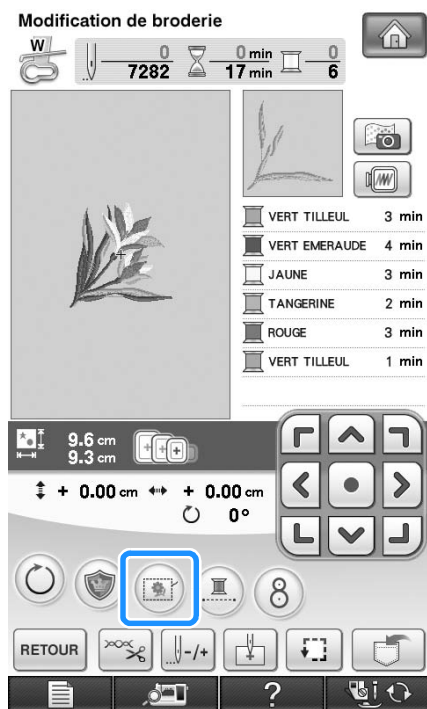 Modification de broderie
W
0
7282
0 min
17 min
0
6
VERT TILLEUL 3 min
VERT EMERAUDE 4 min
JAUNE 3 min
TANGERINE 2 min
ROUGE 3 min
VERT TILLEUL 1 min
9.6 cm
9.3 cm
+ 0.00 cm + 0.00 cm
0°
8
RETOUR
-/+
?